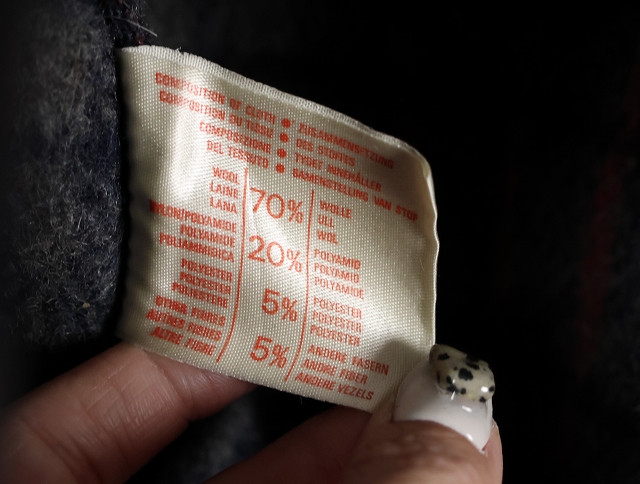 COMPOSITION OF CLOTH • ZUSAMMENSETZUNG
COMPOSITION DU TISSU • DES STOFFES
COMPOSIZIONE • TYGET INNEHÅLLER
DEL TESSUTO • SAMENSTELLING VAN STOF
WOOL
LAINE
LANA
70%
WOLLE
ULL
WOL
NYLON/POLYAMIDE
POLYAMIDE
POLIAMMIDICA
20%
POLYAMID
POLYAMID
POLYAMIDE
POLYESTER
POLYESTER
POLIESTERE
5%
POLYESTER
POLYESTER
POLYESTER
OTHER FIBRES
AUTRES FIBRES
ALTRE FIBRE
5%
ANDERE FASERN
ANDRE FIBER
ANDERE VEZELS